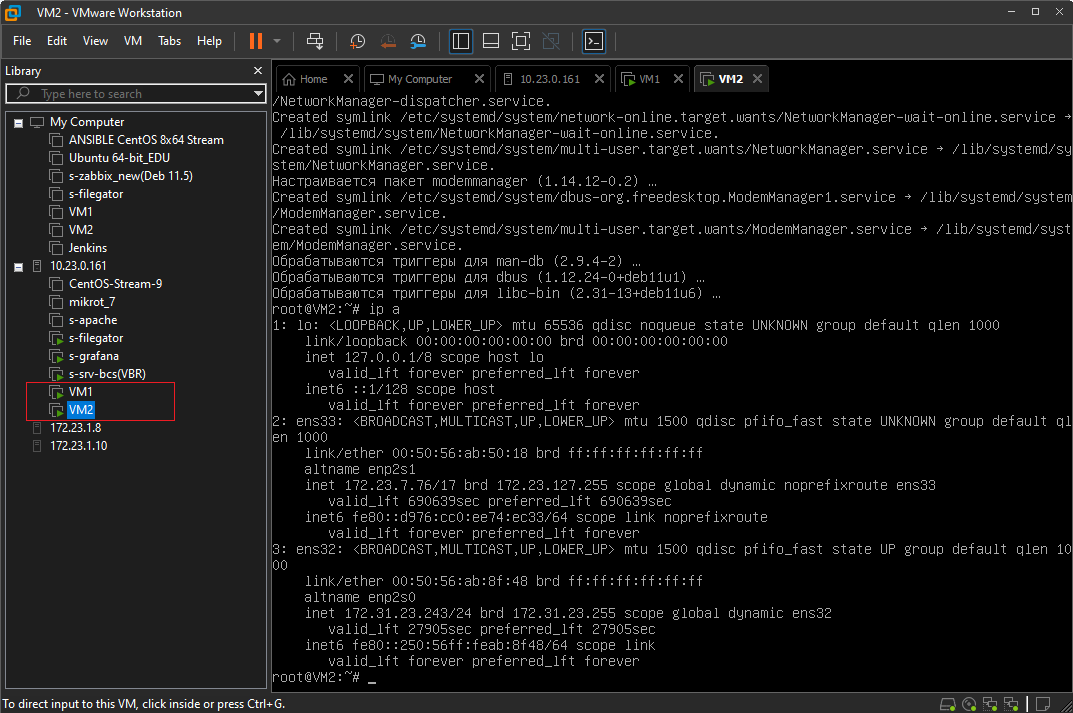 VM2 - VMware Workstation
File Edit View VM Tabs Help
Library
Type here to search
My Computer
ANSIBLE CentOS 8x64 Stream
Ubuntu 64-bit_EDU
s-zabbix_new(Deb 11.5)
s-filegator
VM1
VM2
Jenkins
10.23.0.161
CentOS-Stream-9
mikrot_7
s-apache
s-filegator
s-grafana
s-srv-bcs(VBR)
VM1
VM2
172.23.1.8
172.23.1.10
Home My Computer 10.23.0.161 VM1 VM2
/NetworkManager-dispatcher.service.
Created symlink /etc/systemd/system/network-online.target.wants/NetworkManager-wait-online.service →
/lib/systemd/system/NetworkManager-wait-online.service.
Created symlink /etc/systemd/system/multi-user.target.wants/NetworkManager.service → /lib/systemd/sy
stem/NetworkManager.service.
Настраивается пакет modemmanager (1.14.12-0.2) …
Created symlink /etc/systemd/system/dbus-org.freedesktop.ModemManager1.service → /lib/systemd/system
/ModemManager.service.
Created symlink /etc/systemd/system/multi-user.target.wants/ModemManager.service → /lib/systemd/syst
em/ModemManager.service.
Обрабатываются триггеры для man-db (2.9.4-2) …
Обрабатываются триггеры для dbus (1.12.24-0+deb11u1) …
Обрабатываются триггеры для libc-bin (2.31-13+deb11u6) …
root@VM2:~# ip a
1: lo: <LOOPBACK,UP,LOWER_UP> mtu 65536 qdisc noqueue state UNKNOWN group default qlen 1000
link/loopback 00:00:00:00:00:00 brd 00:00:00:00:00:00
inet 127.0.0.1/8 scope host lo
valid_lft forever preferred_lft forever
inet6 ::1/128 scope host
valid_lft forever preferred_lft forever
2: ens33: <BROADCAST,MULTICAST,UP,LOWER_UP> mtu 1500 qdisc pfifo_fast state UNKNOWN group default ql
en 1000
link/ether 00:50:56:ab:50:18 brd ff:ff:ff:ff:ff:ff
altname enp2s1
inet 172.23.7.76/17 brd 172.23.127.255 scope global dynamic noprefixroute ens33
valid_lft 690639sec preferred_lft 690639sec
inet6 fe80::d976:cc0:ee74:ec33/64 scope link noprefixroute
valid_lft forever preferred_lft forever
3: ens32: <BROADCAST,MULTICAST,UP,LOWER_UP> mtu 1500 qdisc pfifo_fast state UP group default qlen 10
00
link/ether 00:50:56:ab:8f:48 brd ff:ff:ff:ff:ff:ff
altname enp2s0
inet 172.31.23.243/24 brd 172.31.23.255 scope global dynamic ens32
valid_lft 27905sec preferred_lft 27905sec
inet6 fe80::250:56ff:feab:8f48/64 scope link
valid_lft forever preferred_lft forever
root@VM2:~# _
To direct input to this VM, click inside or press Ctrl+G.